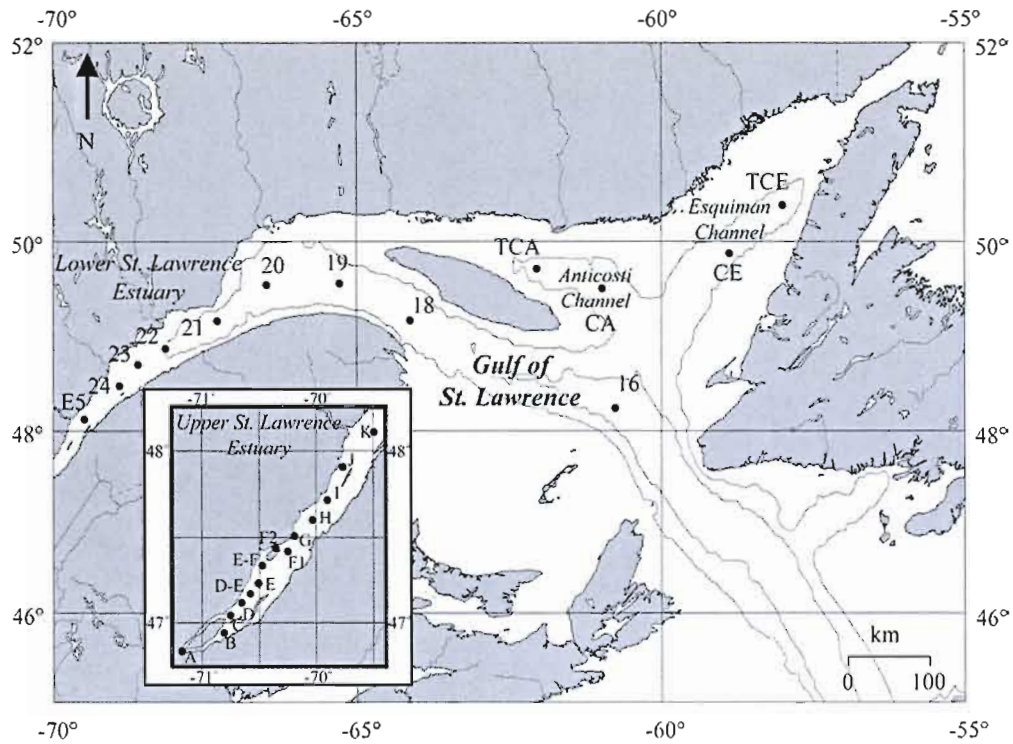 -70°
-65°
-60°
-55°
52°
52°
N
TCE
Esquiman
Channel
50°
50°
TCA
CE
Lower St. Lawrence
Estuary
20
19
Anticosti
Channel
CA
18
21
22
23
24
E5
Gulf of
St. Lawrence
16
48°
48°
-71
-70
Upper St. Lawrence
Estuary
48°
48°
K
J
I
H
G
F2
F1
E-F
E
D-E
D
C
B
A
47°
47°
-71
-70
46°
46°
km
0
100
-70°
-65°
-60°
-55°